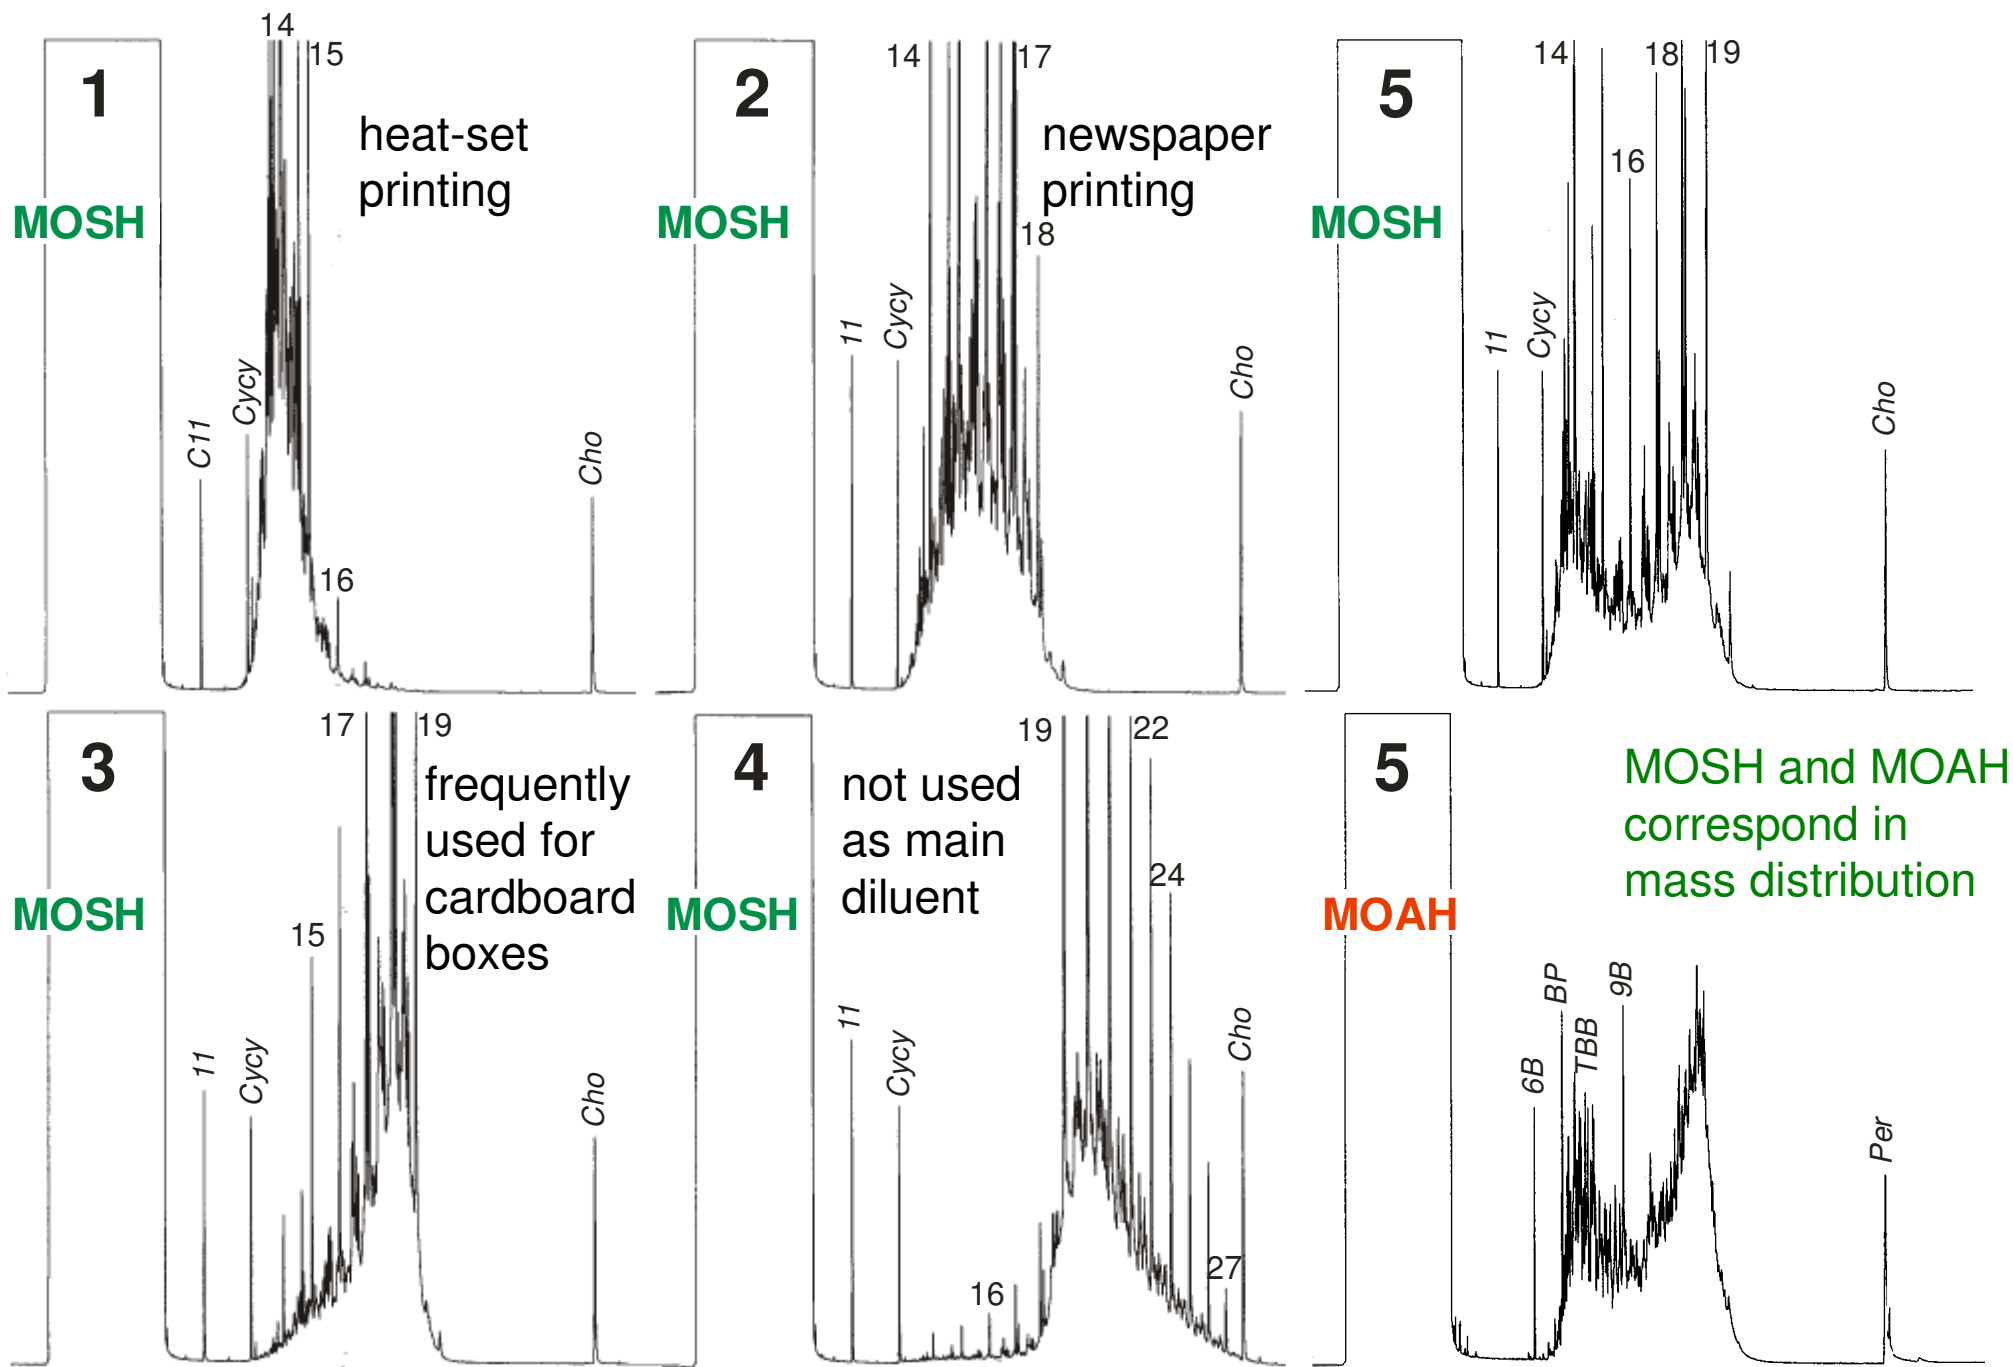 14
15
1
heat-set
printing
MOSH
C11
Cycy
16
Cho
2
14
17
newspaper
printing
MOSH
18
11
Cycy
Cho
5
14
18
19
16
MOSH
11
Cycy
Cho
3
17
19
frequently
used for
cardboard
boxes
MOSH
15
11
Cycy
Cho
4
19
22
not used
as main
diluent
24
MOSH
11
Cycy
16
27
Cho
5
MOSH and MOAH
correspond in
mass distribution
MOAH
6B
BP
TBB
9B
Per